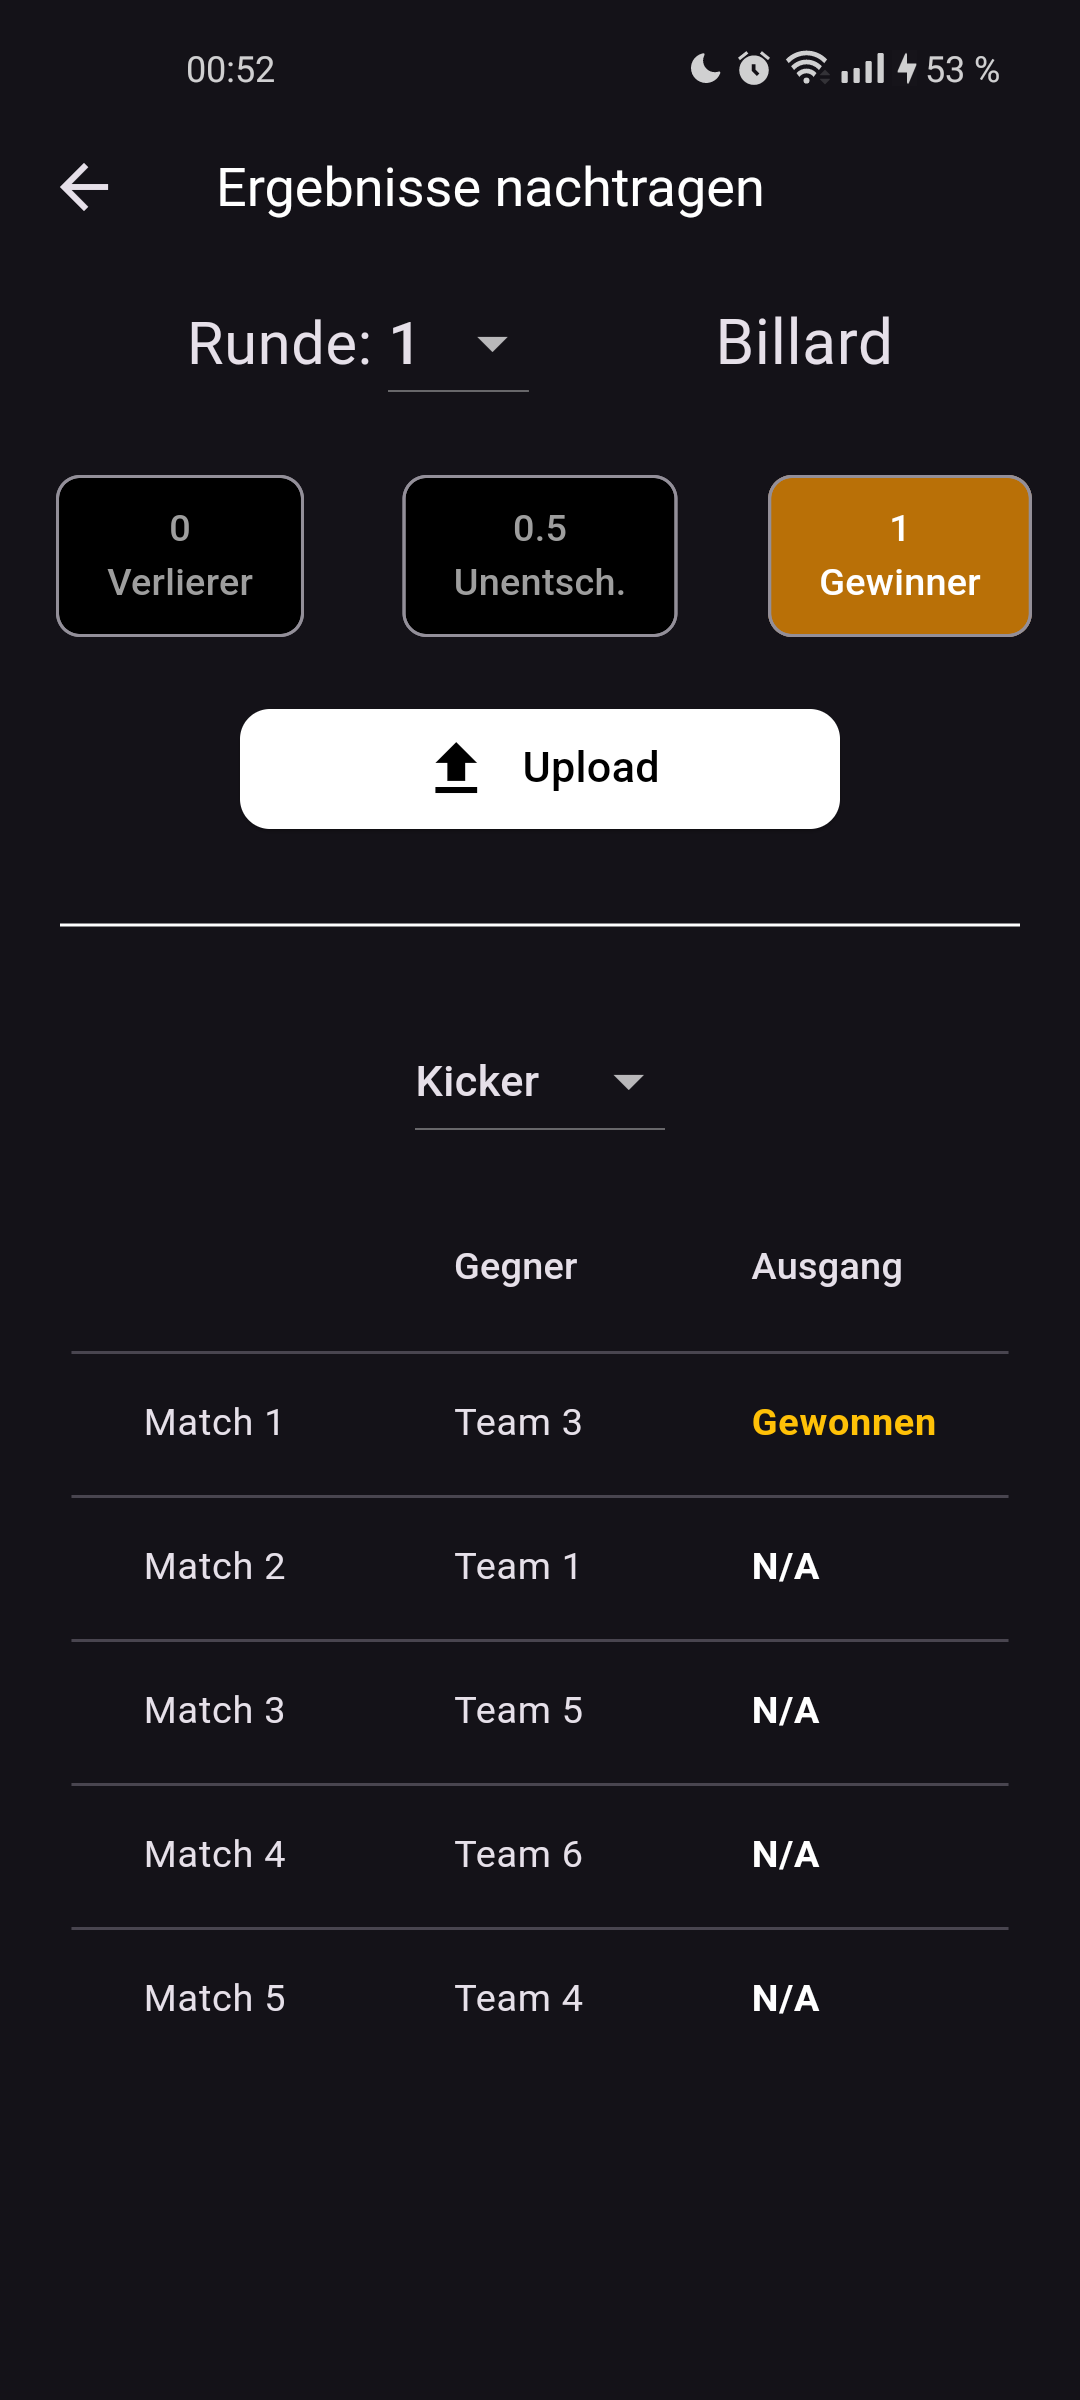 00:52 53 %
Ergebnisse nachtragen
Runde: 1 Billard
0
Verlierer
0.5
Unentsch.
1
Gewinner
Upload
Kicker
Gegner Ausgang
Match 1 Team 3 Gewonnen
Match 2 Team 1 N/A
Match 3 Team 5 N/A
Match 4 Team 6 N/A
Match 5 Team 4 N/A